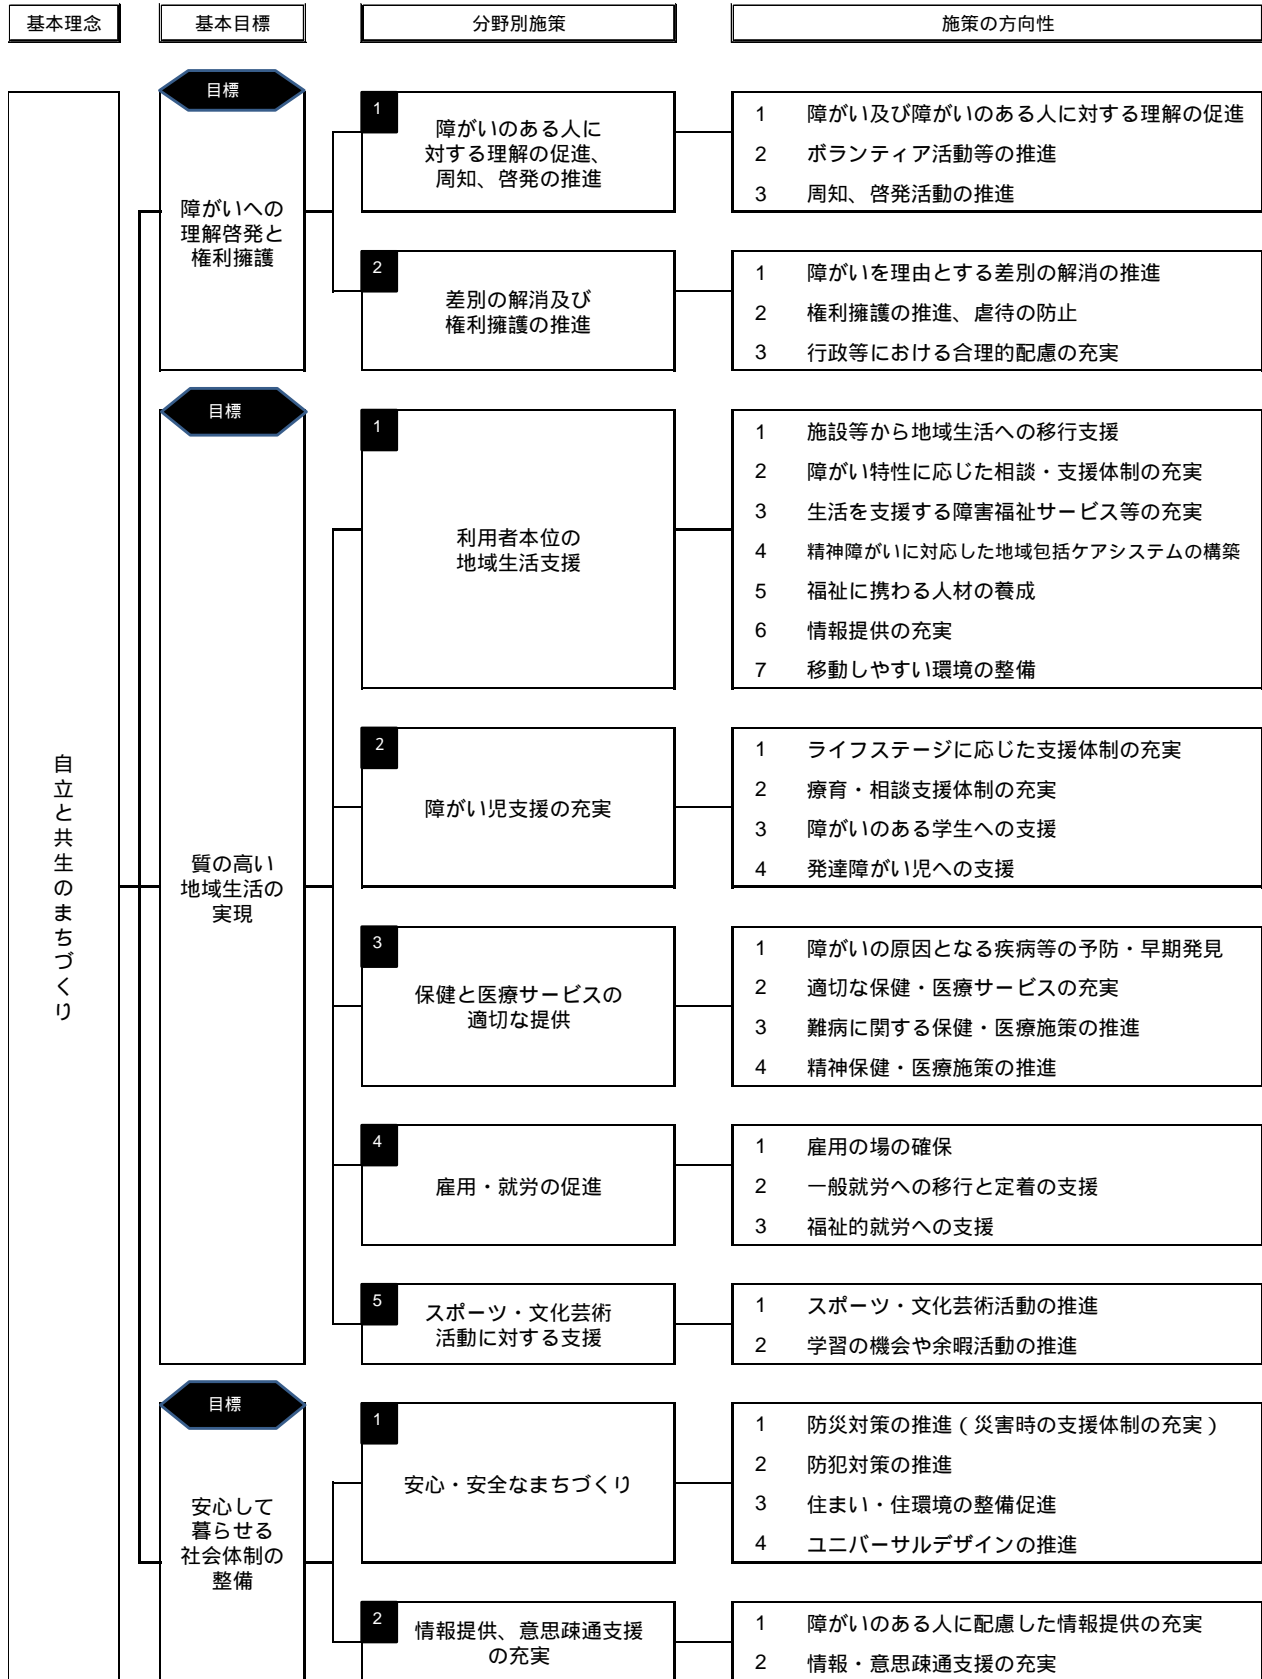 基本理念
基本目標
分野別施策
施策の方向性
自立と共生のまちづくり
目標
障がいへの
理解啓発と
権利擁護
1
障がいのある人に
対する理解の促進、
周知、啓発の推進
1 障がい及び障がいのある人に対する理解の促進
2 ボランティア活動等の推進
3 周知、啓発活動の推進
2
差別の解消及び
権利擁護の推進
1 障がいを理由とする差別の解消の推進
2 権利擁護の推進、虐待の防止
3 行政等における合理的配慮の充実
目標
質の高い
地域生活の
実現
1
利用者本位の
地域生活支援
1 施設等から地域生活への移行支援
2 障がい特性に応じた相談・支援体制の充実
3 生活を支援する障害福祉サービス等の充実
4 精神障がいに対応した地域包括ケアシステムの構築
5 福祉に携わる人材の養成
6 情報提供の充実
7 移動しやすい環境の整備
2
障がい児支援の充実
1 ライフステージに応じた支援体制の充実
2 療育・相談支援体制の充実
3 障がいのある学生への支援
4 発達障がい児への支援
3
保健と医療サービスの
適切な提供
1 障がいの原因となる疾病等の予防・早期発見
2 適切な保健・医療サービスの充実
3 難病に関する保健・医療施策の推進
4 精神保健・医療施策の推進
4
雇用・就労の促進
1 雇用の場の確保
2 一般就労への移行と定着の支援
3 福祉的就労への支援
5
スポーツ・文化芸術
活動に対する支援
1 スポーツ・文化芸術活動の推進
2 学習の機会や余暇活動の推進
目標
安心して
暮らせる
社会体制の
整備
1
安心・安全なまちづくり
1 防災対策の推進(災害時の支援体制の充実)
2 防犯対策の推進
3 住まい・住環境の整備促進
4 ユニバーサルデザインの推進
2
情報提供、意思疎通支援
の充実
1 障がいのある人に配慮した情報提供の充実
2 情報・意思疎通支援の充実